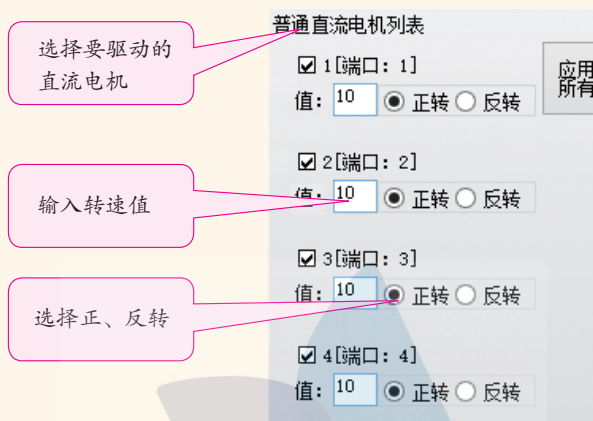 普通直流电机列表
选择要驱动的
直流电机
1[端口: 1]
值: 10 正转 反转
应用
所有
2[端口: 2]
值: 10 正转 反转
输入转速值
3[端口: 3]
值: 10 正转 反转
选择正、反转
4[端口: 4]
值: 10 正转 反转